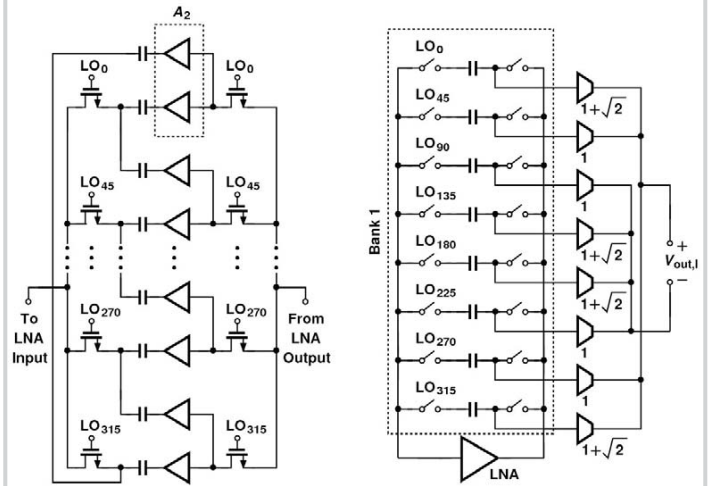 A₂
LO₀ LO₀
LO₄₅ LO₄₅
LO₂₇₀ LO₂₇₀
To
LNA
Input
From
LNA
Output
LO₃₁₅ LO₃₁₅
Bank 1
LO₀
1+√2
LO₄₅
1
LO₉₀
1
LO₁₃₅
1+√2
LO₁₈₀
1+√2
LO₂₂₅
1
LO₂₇₀
1
LO₃₁₅
1+√2
+
Vout,I
−
LNA